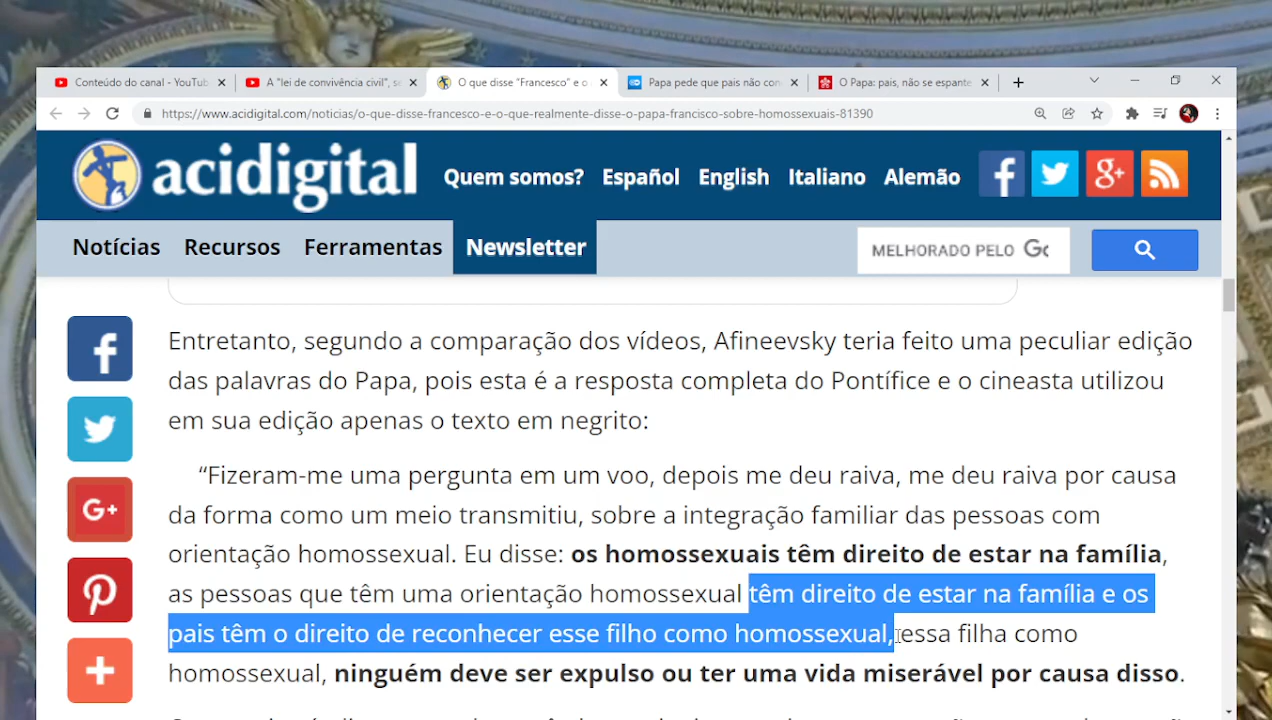 Conteúdo do canal - YouTub
A "lei de convivência civil", se
O que disse "Francesco" e o
Papa pede que pais não con
O Papa: pais, não se espante
https://www.acidigital.com/noticias/o-que-disse-francesco-e-o-que-realmente-disse-o-papa-francisco-sobre-homossexuais-81390
acidigital
Quem somos? Español English Italiano Alemão
Notícias Recursos Ferramentas Newsletter
MELHORADO PELO
Entretanto, segundo a comparação dos vídeos, Afineevsky teria feito uma peculiar edição
das palavras do Papa, pois esta é a resposta completa do Pontífice e o cineasta utilizou
em sua edição apenas o texto em negrito:
“Fizeram-me uma pergunta em um voo, depois me deu raiva, me deu raiva por causa
da forma como um meio transmitiu, sobre a integração familiar das pessoas com
orientação homossexual. Eu disse: os homossexuais têm direito de estar na família,
as pessoas que têm uma orientação homossexual têm direito de estar na família e os
pais têm o direito de reconhecer esse filho como homossexual, essa filha como
homossexual, ninguém deve ser expulso ou ter uma vida miserável por causa disso.